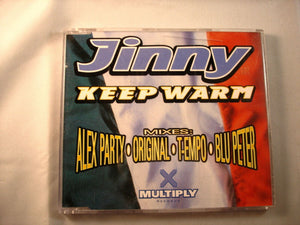 Jinny
KEEP WARM
MIXES:
ALEX PARTY • ORIGINAL • T-EMPO • BLU PETER
X
MULTIPLY
RECORDS